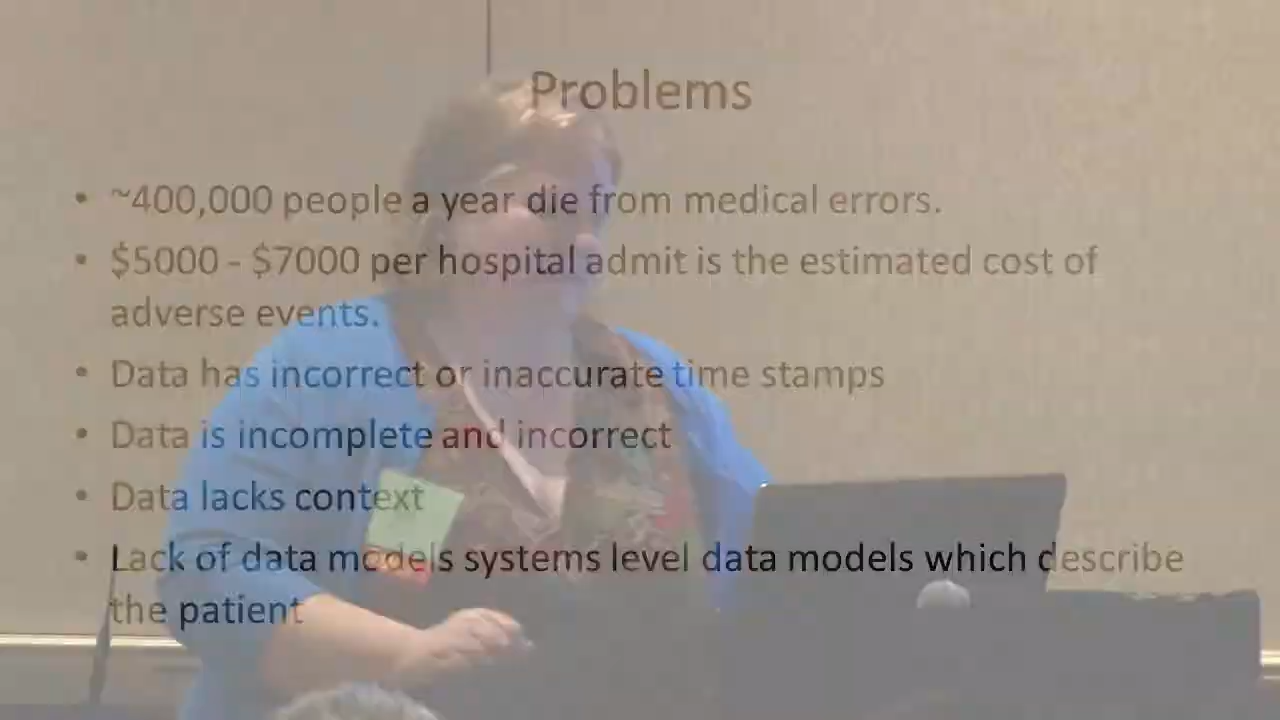 Problems
• ~400,000 people a year die from medical errors.
• $5000 - $7000 per hospital admit is the estimated cost of
adverse events.
• Data has incorrect or inaccurate time stamps
• Data is incomplete and incorrect
• Data lacks context
• Lack of data models systems level data models which describe
the patient